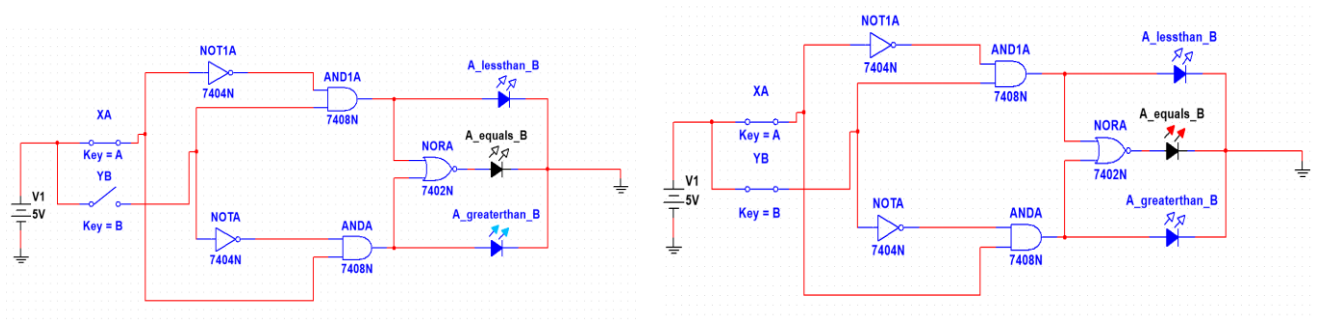 NOT1A
7404N
AND1A
7408N
A_lessthan_B
XA
Key = A
A_equals_B
NORA
7402N
YB
Key = B
V1
5V
NOTA
7404N
ANDA
7408N
A_greaterthan_B
NOT1A
7404N
AND1A
7408N
A_lessthan_B
XA
Key = A
A_equals_B
NORA
7402N
YB
Key = B
V1
5V
NOTA
7404N
ANDA
7408N
A_greaterthan_B